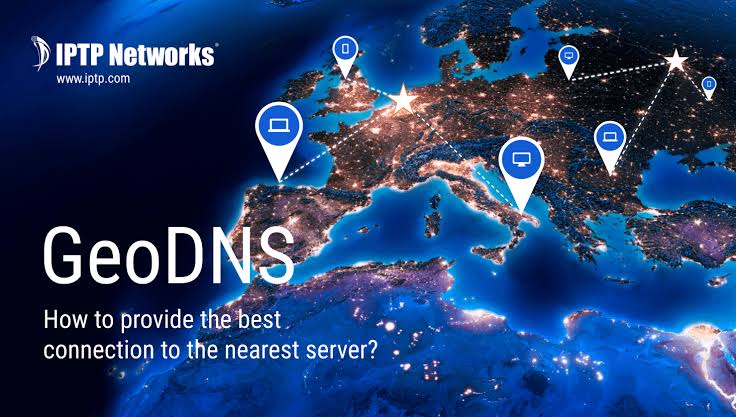 IPTP Networks®
www.iptp.com
GeoDNS
How to provide the best
connection to the nearest server?